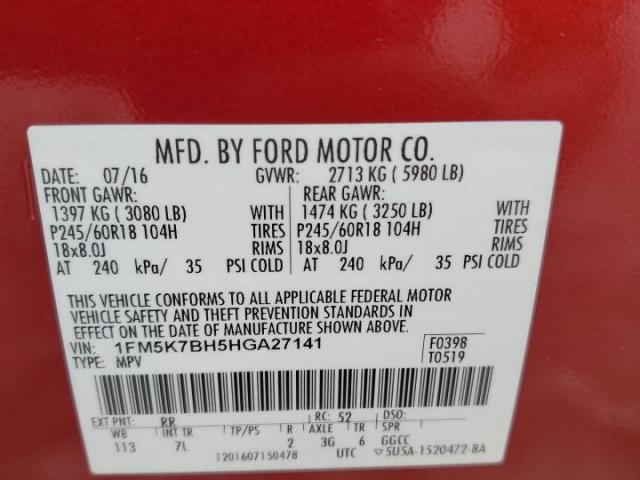 MFD. BY FORD MOTOR CO.
DATE: 07/16 GVWR: 2713 KG ( 5980 LB)
FRONT GAWR: REAR GAWR:
1397 KG ( 3080 LB) WITH 1474 KG ( 3250 LB) WITH
P245/60R18 104H TIRES P245/60R18 104H TIRES
18x8.0J RIMS 18x8.0J RIMS
AT 240 kPa/ 35 PSI COLD AT 240 kPa/ 35 PSI COLD
THIS VEHICLE CONFORMS TO ALL APPLICABLE FEDERAL MOTOR
VEHICLE SAFETY AND THEFT PREVENTION STANDARDS IN
EFFECT ON THE DATE OF MANUFACTURE SHOWN ABOVE.
VIN: 1FM5K7BH5HGA27141 F0398
TYPE: MPV T0519
EXT PNT: RR RC: 52 DSO:
WB INT TR TP/PS R AXLE TR SPR
113 7L 2 3G 6 GGCC
1201607150478 UTC ▽5U5A-1520472-BA